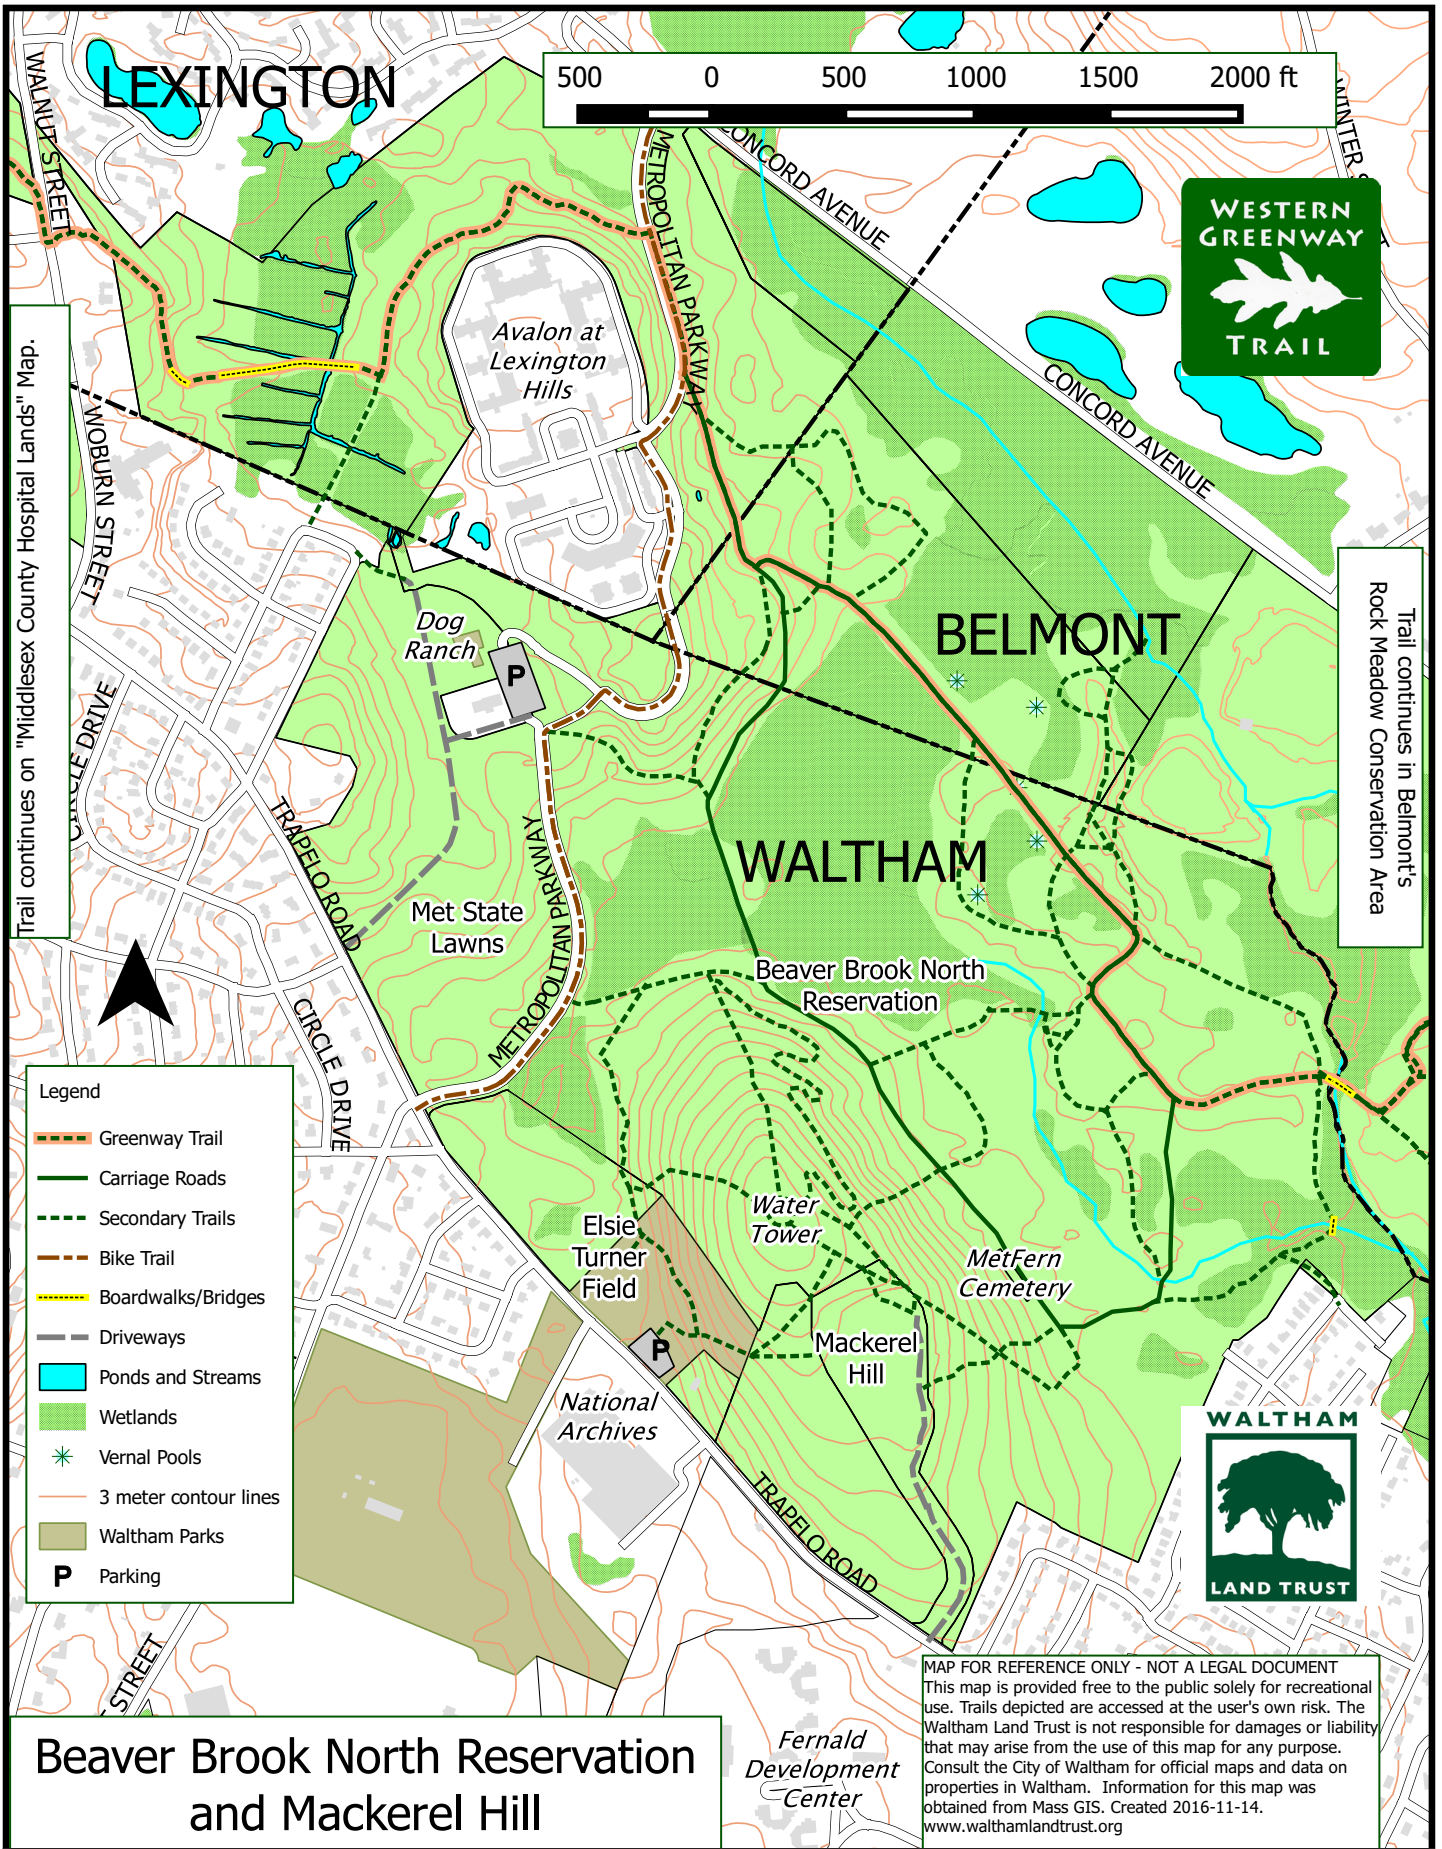 LEXINGTON
500 0 500 1000 1500 2000 ft
WALNUT STREET
METROPOLITAN PARKWAY
CONCORD AVENUE
WINTER
WESTERN
GREENWAY
TRAIL
Avalon at
Lexington
Hills
Trail continues on "Middlesex County Hospital Lands" Map.
WOBURN STREET
CONCORD AVENUE
Trail continues in Belmont's
Rock Meadow Conservation Area
Dog
Ranch
P
BELMONT
CIRCLE DRIVE
TRAPELO ROAD
METROPOLITAN PARKWAY
WALTHAM
Met State
Lawns
Beaver Brook North
Reservation
CIRCLE DRIVE
Legend
Greenway Trail
Carriage Roads
Secondary Trails
Bike Trail
Boardwalks/Bridges
Driveways
Ponds and Streams
Wetlands
Vernal Pools
3 meter contour lines
Waltham Parks
P Parking
Elsie
Turner
Field
Water
Tower
MetFern
Cemetery
P
Mackerel
Hill
National
Archives
TRAPELO ROAD
WALTHAM
LAND TRUST
STREET
Beaver Brook North Reservation
and Mackerel Hill
Fernald
Development
Center
MAP FOR REFERENCE ONLY - NOT A LEGAL DOCUMENT
This map is provided free to the public solely for recreational
use. Trails depicted are accessed at the user's own risk. The
Waltham Land Trust is not responsible for damages or liability
that may arise from the use of this map for any purpose.
Consult the City of Waltham for official maps and data on
properties in Waltham. Information for this map was
obtained from Mass GIS. Created 2016-11-14.
www.walthamlandtrust.org